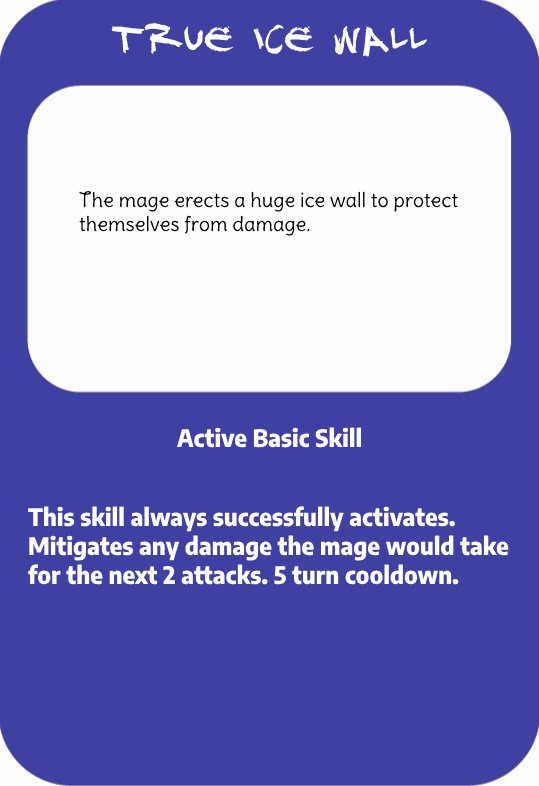 TRUE ICE WALL
The mage erects a huge ice wall to protect
themselves from damage.
Active Basic Skill
This skill always successfully activates.
Mitigates any damage the mage would take
for the next 2 attacks. 5 turn cooldown.